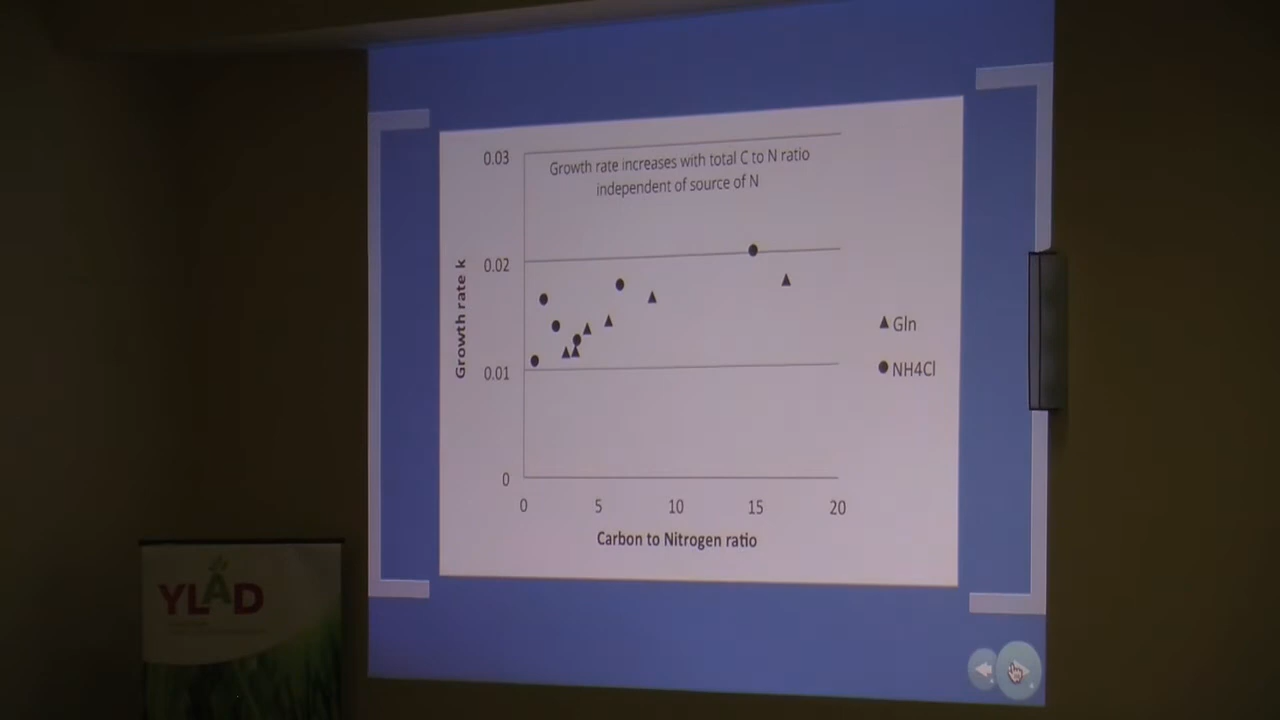 Growth rate increases with total C to N ratio
independent of source of N
0.03
0.02
0.01
0
Growth rate k
0 5 10 15 20
Carbon to Nitrogen ratio
Gln
NH4Cl
YLAD